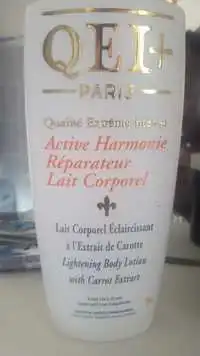 QEI+
PARIS
Qualité Extrême
Active Harmonie
Réparateur
Lait Corporel
Lait Corporel Éclaircissant
à l'Extrait de Carotte
Lightening Body Lotion
with Carrot Extract